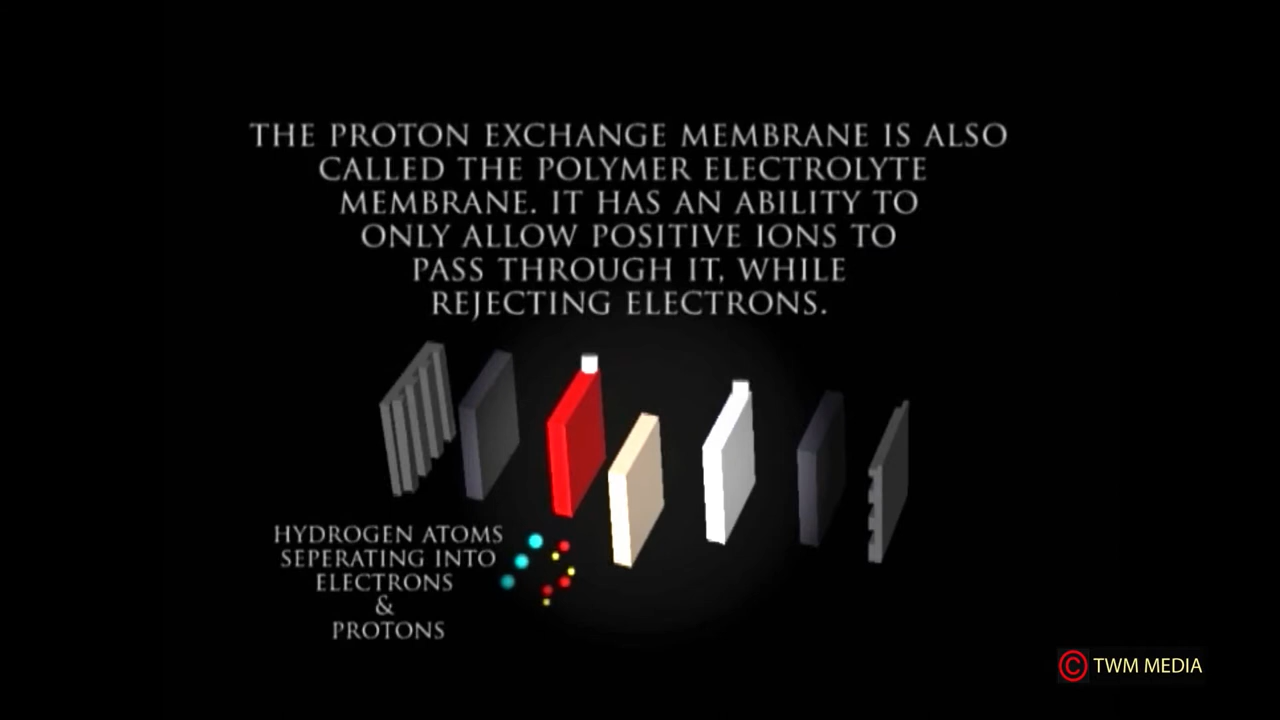 THE PROTON EXCHANGE MEMBRANE IS ALSO
CALLED THE POLYMER ELECTROLYTE
MEMBRANE. IT HAS AN ABILITY TO
ONLY ALLOW POSITIVE IONS TO
PASS THROUGH IT, WHILE
REJECTING ELECTRONS.
HYDROGEN ATOMS
SEPERATING INTO
ELECTRONS
&
PROTONS
© TWM MEDIA